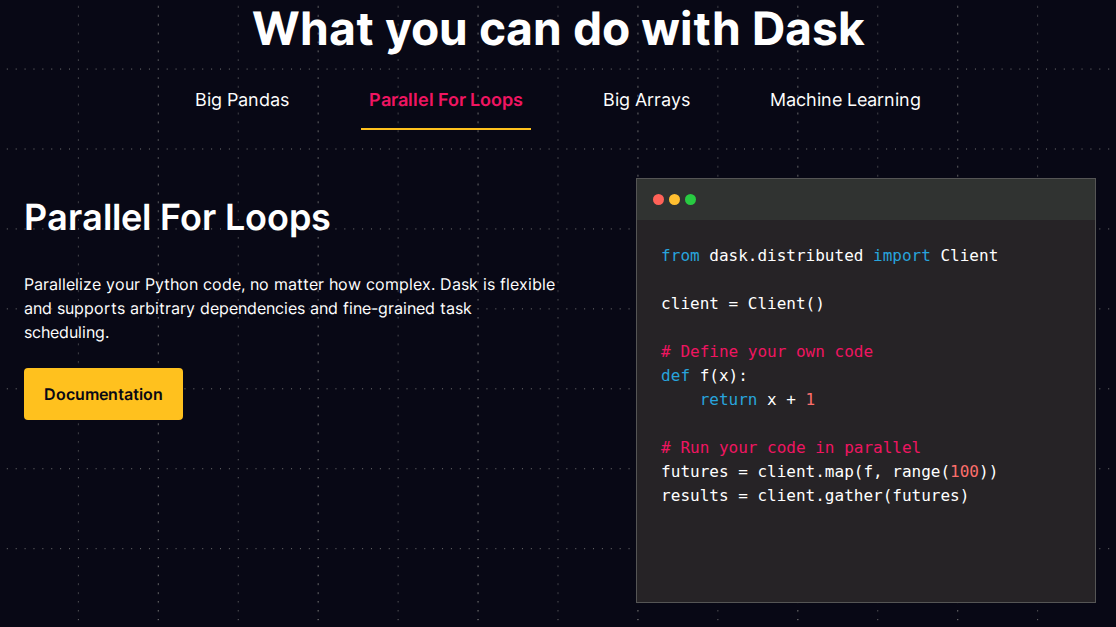 What you can do with Dask
Big Pandas
Parallel For Loops
Big Arrays
Machine Learning
Parallel For Loops
Parallelize your Python code, no matter how complex. Dask is flexible
and supports arbitrary dependencies and fine-grained task
scheduling.
Documentation
from dask.distributed import Client
client = Client()
# Define your own code
def f(x):
    return x + 1
# Run your code in parallel
futures = client.map(f, range(100))
results = client.gather(futures)